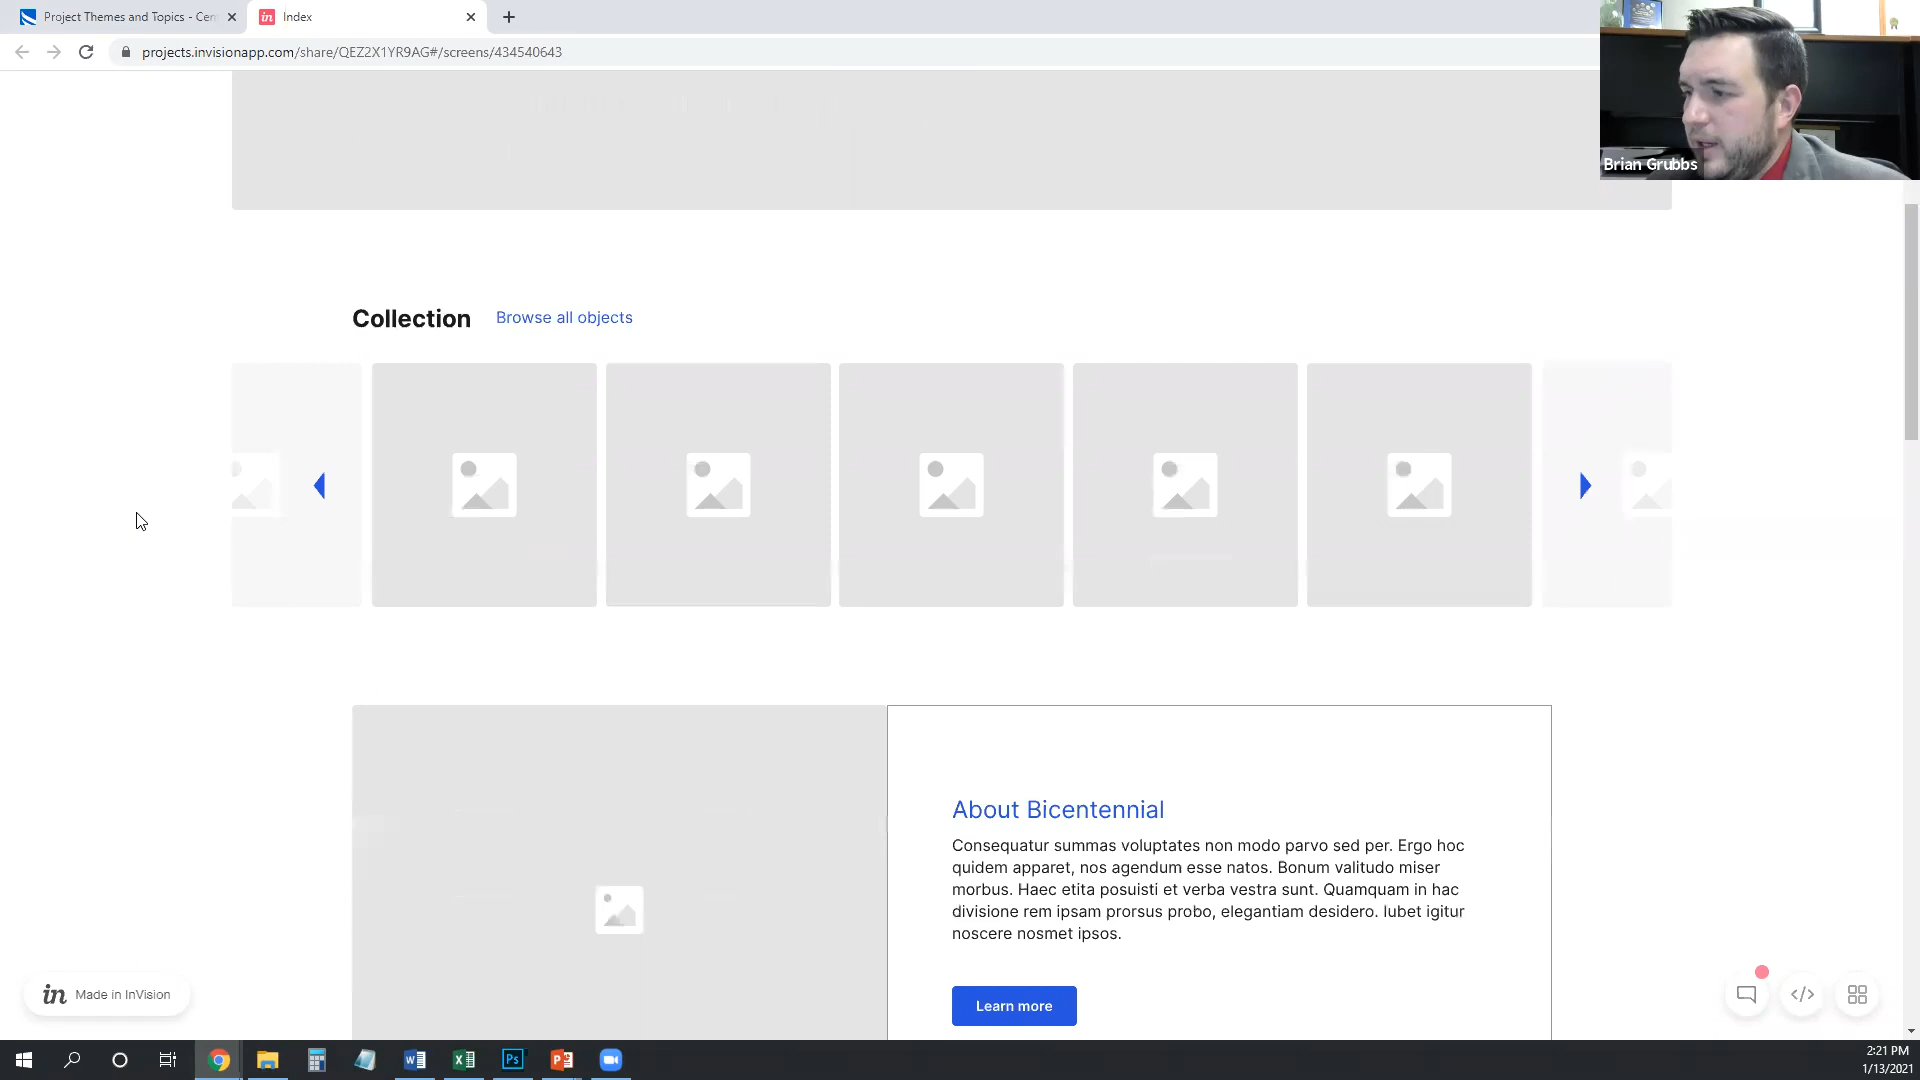 Project Themes and Topics - Cen
in Index
projects.invisionapp.com/share/QEZ2X1YR9AG#/screens/434540643
Brian Grubbs
Collection Browse all objects
About Bicentennial
Consequatur summas voluptates non modo parvo sed per. Ergo hoc
quidem apparet, nos agendum esse natos. Bonum valitudo miser
morbus. Haec etita posuisti et verba vestra sunt. Quamquam in hac
divisione rem ipsam prorsus probo, elegantiam desidero. Iubet igitur
noscere nosmet ipsos.
Learn more
in Made in InVision
</>
Ps
2:21 PM
1/13/2021